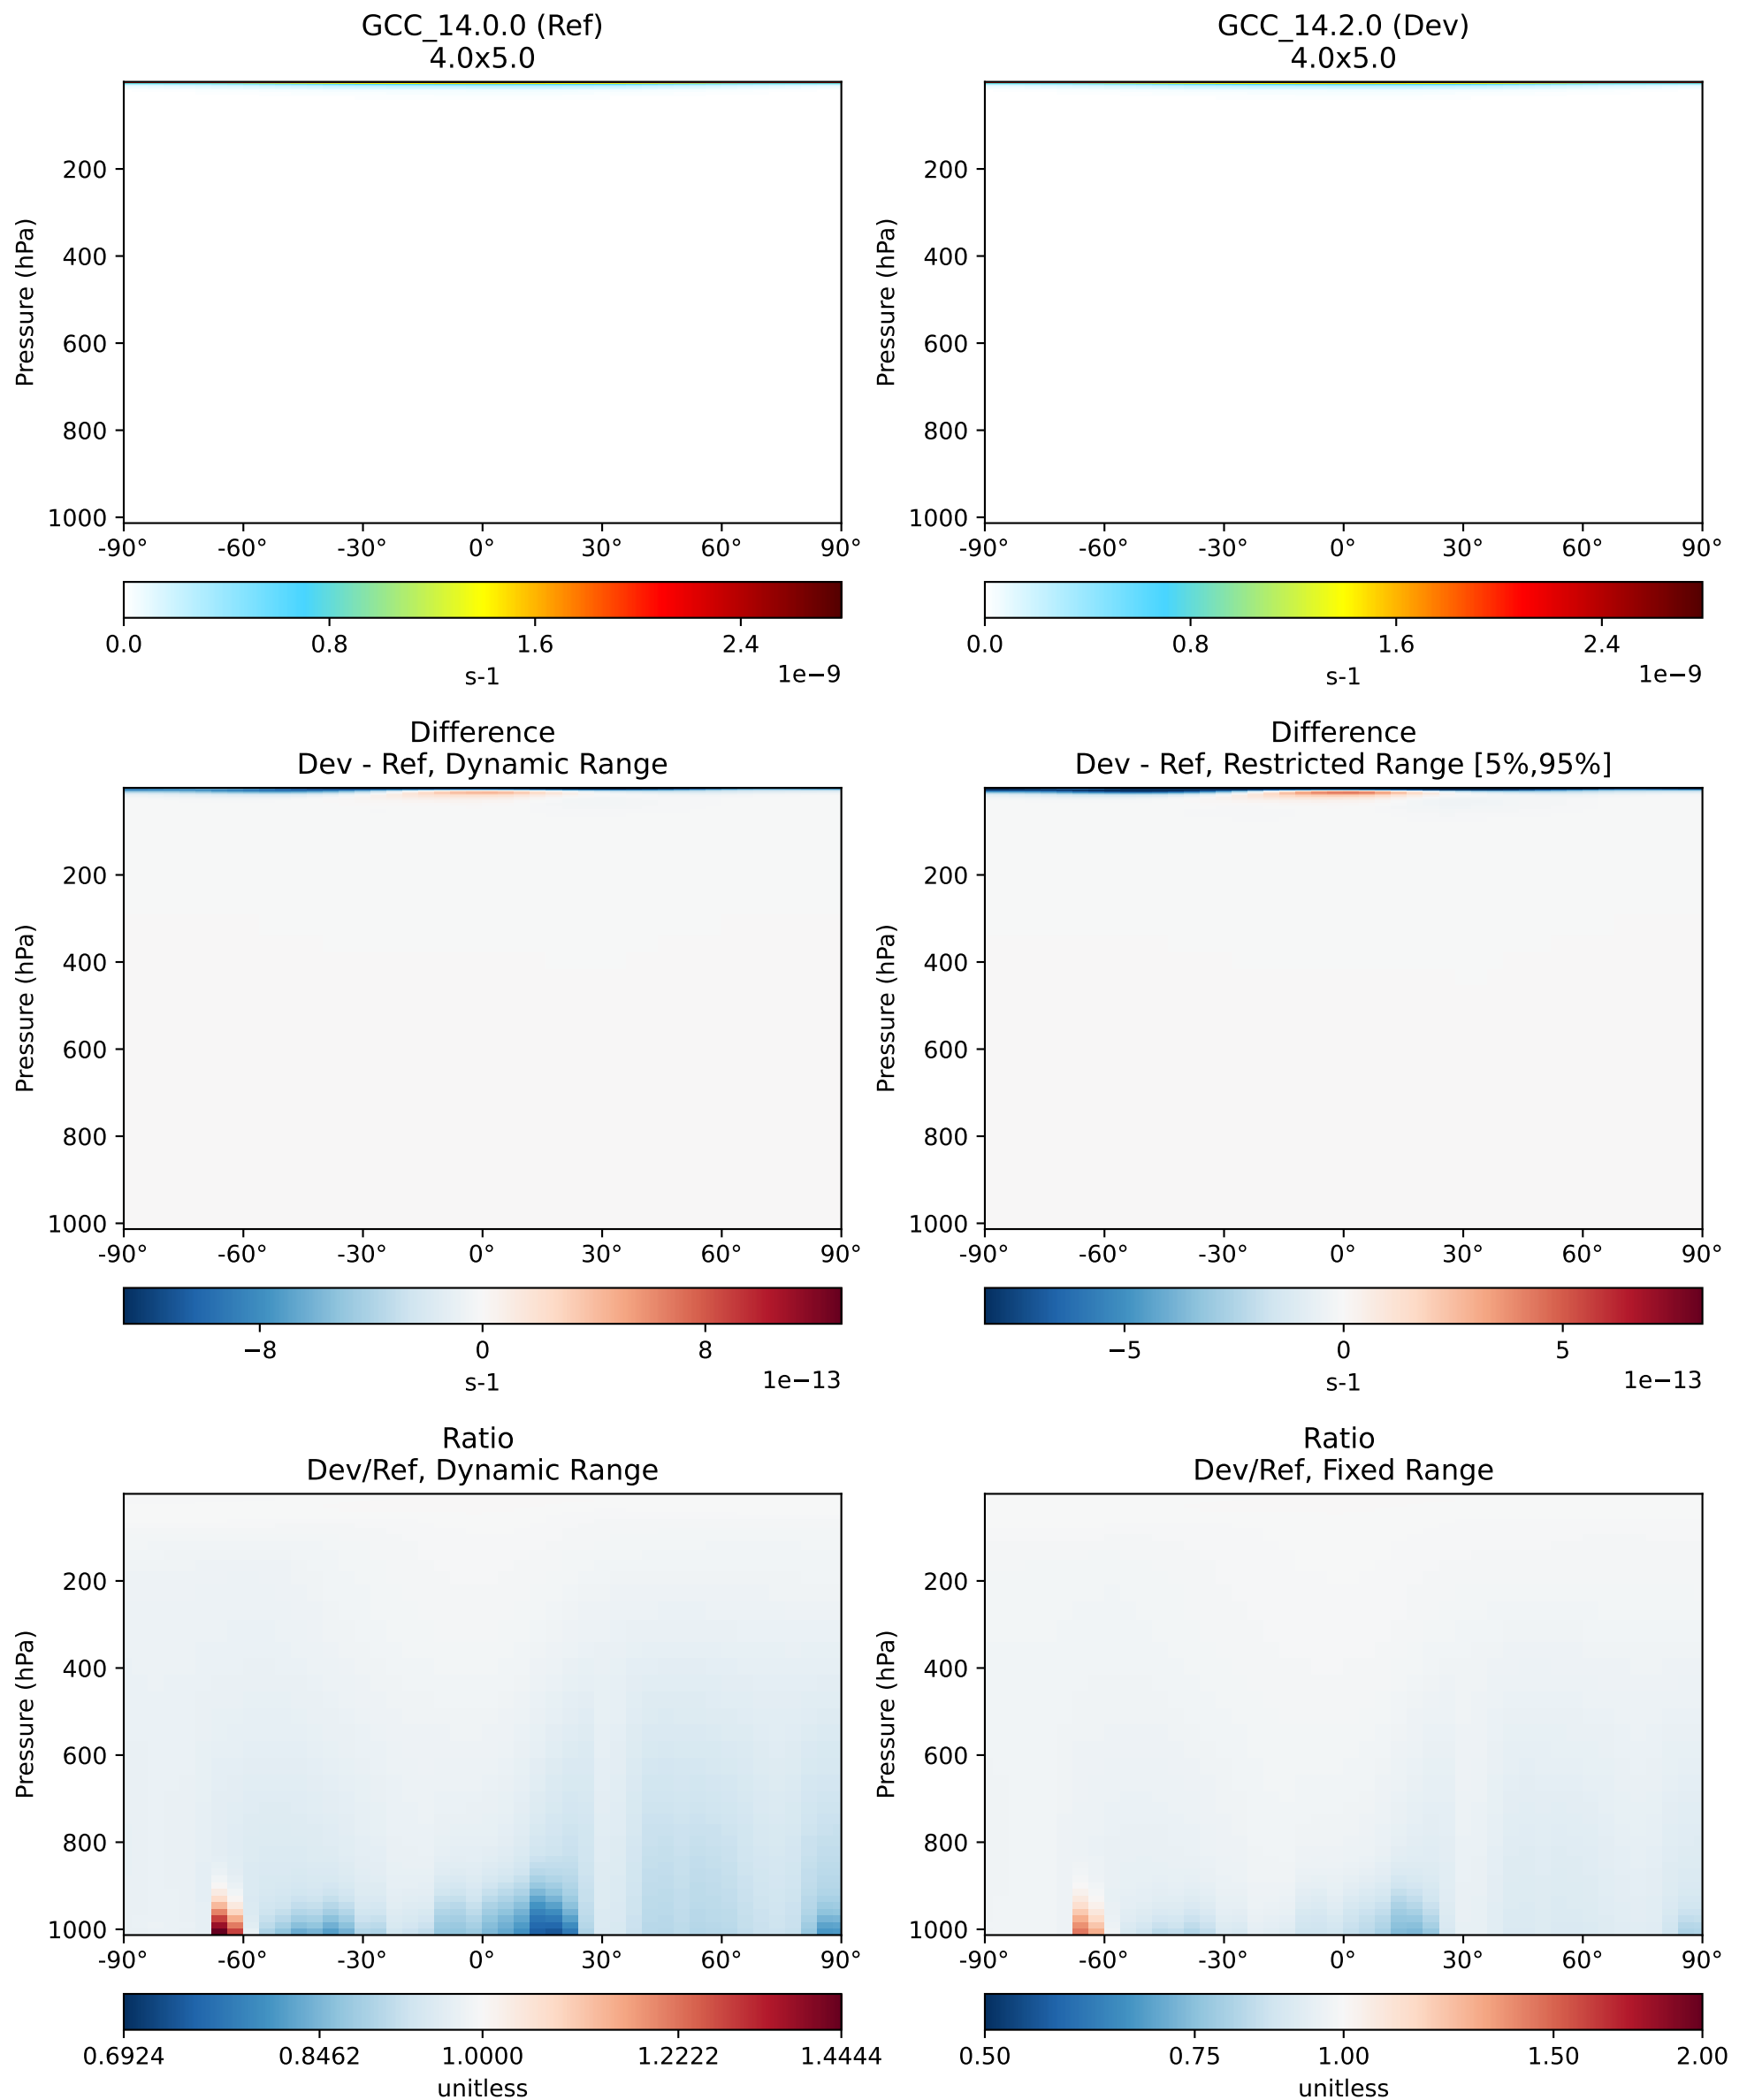 GCC_14.0.0 (Ref)
4.0x5.0
Pressure (hPa)
200
400
600
800
1000
-90° -60° -30° 0° 30° 60° 90°
0.0 0.8 1.6 2.4
s-1
1e−9
GCC_14.2.0 (Dev)
4.0x5.0
Pressure (hPa)
200
400
600
800
1000
-90° -60° -30° 0° 30° 60° 90°
0.0 0.8 1.6 2.4
s-1
1e−9
Difference
Dev - Ref, Dynamic Range
Pressure (hPa)
200
400
600
800
1000
-90° -60° -30° 0° 30° 60° 90°
−8 0 8
s-1
1e−13
Difference
Dev - Ref, Restricted Range [5%,95%]
Pressure (hPa)
200
400
600
800
1000
-90° -60° -30° 0° 30° 60° 90°
−5 0 5
s-1
1e−13
Ratio
Dev/Ref, Dynamic Range
Pressure (hPa)
200
400
600
800
1000
-90° -60° -30° 0° 30° 60° 90°
0.6924 0.8462 1.0000 1.2222 1.4444
unitless
Ratio
Dev/Ref, Fixed Range
Pressure (hPa)
200
400
600
800
1000
-90° -60° -30° 0° 30° 60° 90°
0.50 0.75 1.00 1.50 2.00
unitless